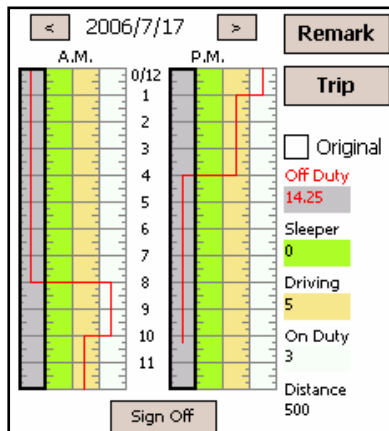 < 2006/7/17 >
Remark
A.M. P.M.
Trip
0/12
1
2
3
4
5
6
7
8
9
10
11
Original
Off Duty
14.25
Sleeper
0
Driving
5
On Duty
3
Distance
500
Sign Off